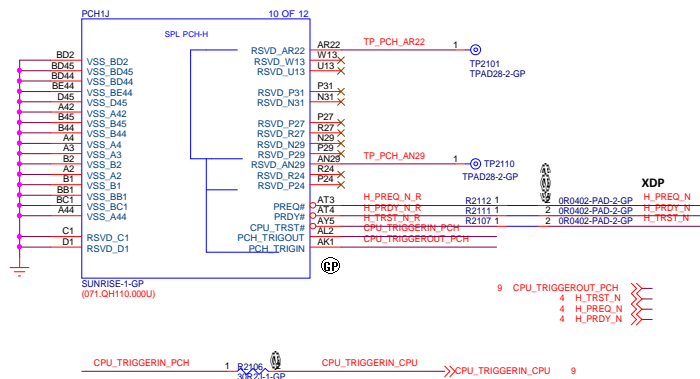 PCH1J 10 OF 12
SPL PCH-H
BD2 VSS_BD2
BD45 VSS_BD45
BD44 VSS_BD44
BE44 VSS_BE44
D45 VSS_D45
A42 VSS_A42
B45 VSS_B45
B44 VSS_B44
A4 VSS_A4
A3 VSS_A3
B2 VSS_B2
A2 VSS_A2
B1 VSS_B1
BB1 VSS_BB1
BC1 VSS_BC1
A44 VSS_A44
C1 RSVD_C1
D1 RSVD_D1
RSVD_AR22 AR22 TP_PCH_AR22 1
RSVD_W13 W13
RSVD_U13 U13
TP2101
TPAD28-2-GP
RSVD_P31 P31
RSVD_N31 N31
RSVD_P27 P27
RSVD_R27 R27
RSVD_N29 N29
RSVD_P29 P29
RSVD_AN29 AN29 TP_PCH_AN29 1 TP2110
TPAD28-2-GP
RSVD_R24 R24
RSVD_P24 P24
XDP
PREQ# AT3 H_PREQ_N_R R2112 1 2 0R0402-PAD-2-GP H_PREQ_N
PRDY# AT4 H_PRDY_N_R R2111 1 2 0R0402-PAD-2-GP H_PRDY_N
CPU_TRST# AY5 H_TRST_N_R R2107 1 2 0R0402-PAD-2-GP H_TRST_N
PCH_TRIGOUT AL2 CPU_TRIGGERIN_PCH
PCH_TRIGIN AK1 CPU_TRIGGEROUT_PCH
GP
SUNRISE-1-GP
(071.QH110.000U)
9 CPU_TRIGGEROUT_PCH
4 H_TRST_N
4 H_PREQ_N
4 H_PRDY_N
CPU_TRIGGERIN_PCH 1 R2106 CPU_TRIGGERIN_CPU CPU_TRIGGERIN_CPU 9
30R2J-1-GP